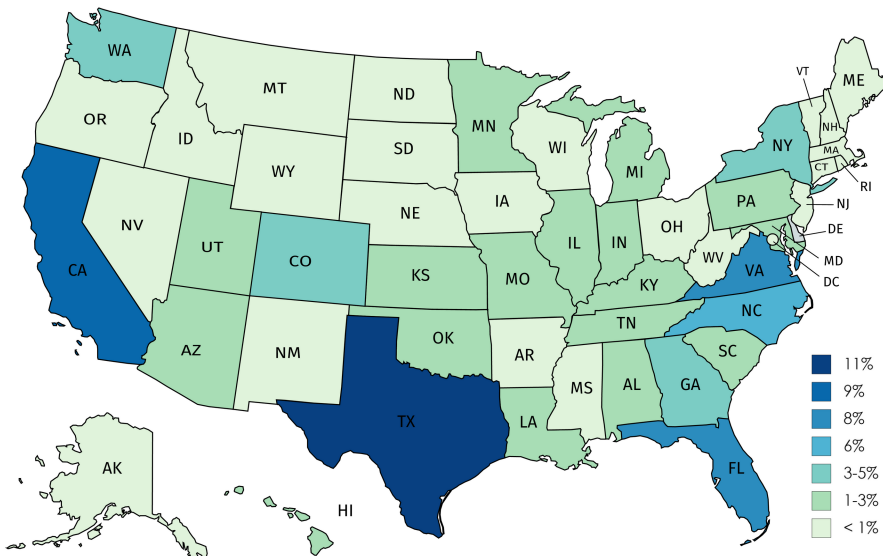 WA
MT
ND
MN
VT
ME
OR
ID
SD
WI
MI
NY
NH
MA
CT
RI
WY
IA
NE
PA
NJ
NV
UT
CO
IL
IN
OH
WV
DE
MD
DC
CA
KS
MO
KY
VA
AZ
NM
OK
AR
TN
NC
SC
MS
AL
GA
TX
LA
FL
AK
HI
11%
9%
8%
6%
3-5%
1-3%
< 1%